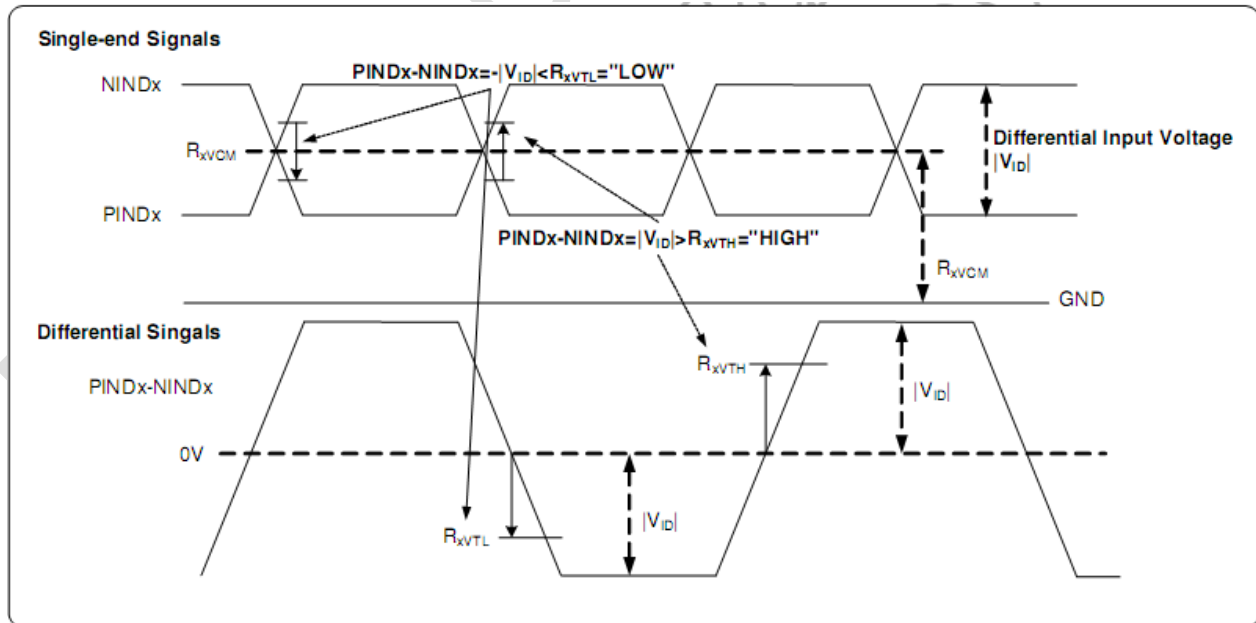 Single-end Signals
NINDx
PINDx-NINDx=-|VID|<RxVTL="LOW"
RxVCM
Differential Input Voltage
|VID|
PINDx
PINDx-NINDx=|VID|>RxVTH="HIGH"
RxVCM
GND
Differential Singals
RxVTH
PINDx-NINDx
|VID|
0V
|VID|
RxVTL